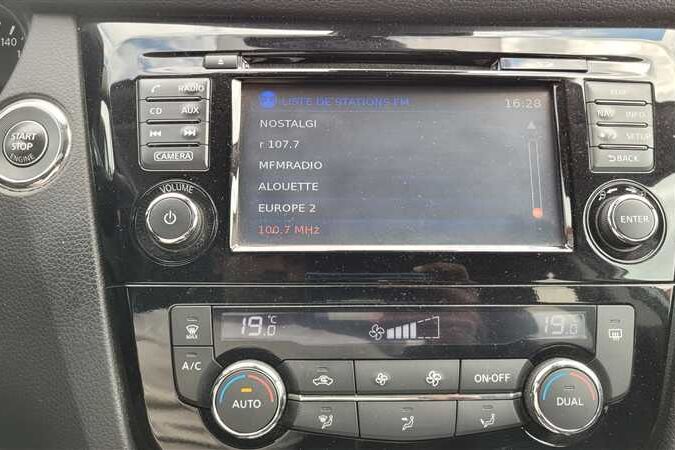 140
RADIO
CD AUX
CAMERA
START
STOP
ENGINE
VOLUME
LISTE DE STATIONS FM 16:28
NOSTALGI
r 107.7
MFMRADIO
ALOUETTE
EUROPE 2
100.7 MHz
MAP
NAV INFO
SETUP
BACK
ENTER
19.0 °C
19.0
MAX
A/C
AUTO
ON·OFF
DUAL